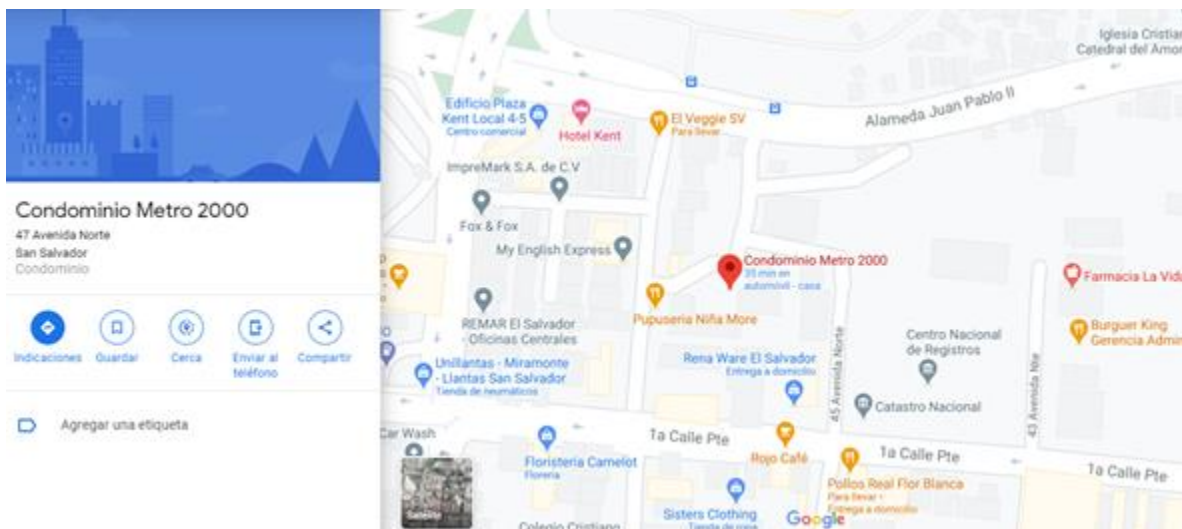 Condominio Metro 2000
47 Avenida Norte
San Salvador
Condominio
Indicaciones
Guardar
Cerca
Enviar al
teléfono
Compartir
Agregar una etiqueta
Iglesia Cristian
Catedral del Amor
Alameda Juan Pablo II
Edificio Plaza
Kent Local 4-5
Centro comercial
Hotel Kent
El Veggie SV
Para llevar
ImpreMark S.A. de C.V
Fox & Fox
My English Express
Condominio Metro 2000
35 min en
automóvil - casa
Farmacia La Vida
Pupuseria Niña More
REMAR El Salvador
- Oficinas Centrales
Centro Nacional
de Registros
Burguer King
Gerencia Admin
Unillantas - Miramonte
- Llantas San Salvador
Tienda de neumáticos
Rena Ware El Salvador
Entrega a domicilio
45 Avenida Norte
43 Avenida Nte
Catastro Nacional
Car Wash
1a Calle Pte
1a Calle Pte
1a Calle Pte
Floristeria Camelot
Florería
Rojo Café
Pollos Real Flor Blanca
Para llevar •
Entrega a domicilio
Satélite
Sisters Clothing
Tienda de ropa
Google
Colegio Cristiano